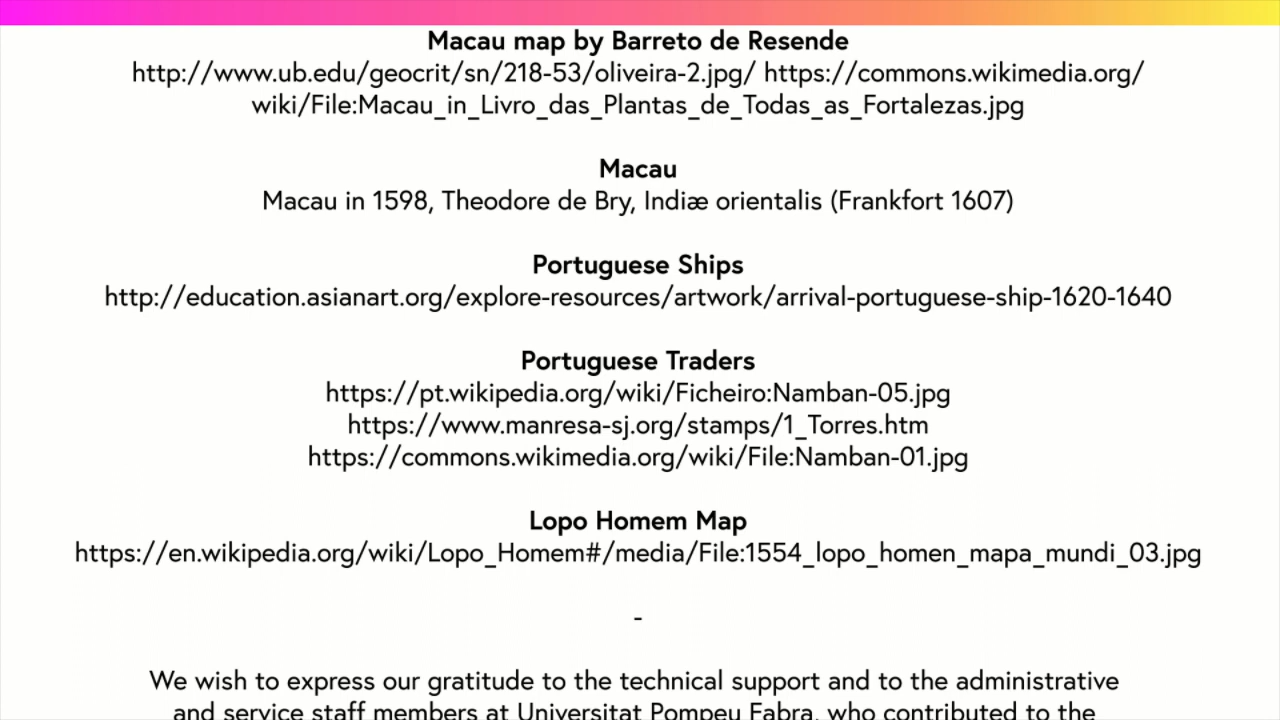 Macau map by Barreto de Resende
http://www.ub.edu/geocrit/sn/218-53/oliveira-2.jpg/ https://commons.wikimedia.org/
wiki/File:Macau_in_Livro_das_Plantas_de_Todas_as_Fortalezas.jpg
Macau
Macau in 1598, Theodore de Bry, Indiæ orientalis (Frankfort 1607)
Portuguese Ships
http://education.asianart.org/explore-resources/artwork/arrival-portuguese-ship-1620-1640
Portuguese Traders
https://pt.wikipedia.org/wiki/Ficheiro:Namban-05.jpg
https://www.manresa-sj.org/stamps/1_Torres.htm
https://commons.wikimedia.org/wiki/File:Namban-01.jpg
Lopo Homem Map
https://en.wikipedia.org/wiki/Lopo_Homem#/media/File:1554_lopo_homen_mapa_mundi_03.jpg
-
We wish to express our gratitude to the technical support and to the administrative
and service staff members at Universitat Pompeu Fabra, who contributed to the